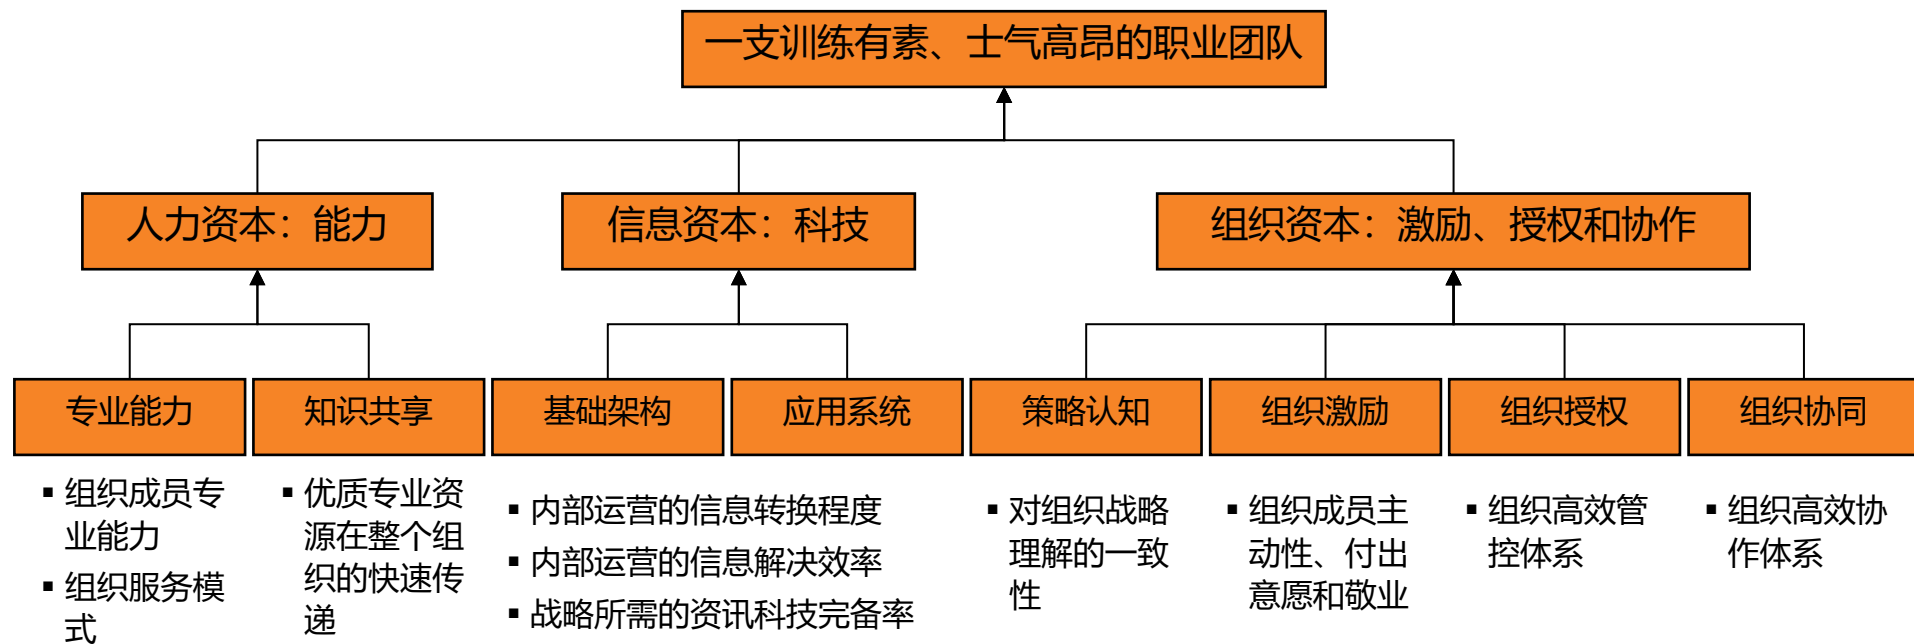 一支训练有素、士气高昂的职业团队
人力资本：能力
信息资本：科技
组织资本：激励、授权和协作
专业能力
知识共享
基础架构
应用系统
策略认知
组织激励
组织授权
组织协同
▪ 组织成员专
业能力
▪ 组织服务模
式
▪ 优质专业资
源在整个组
织的快速传
递
▪ 内部运营的信息转换程度
▪ 内部运营的信息解决效率
▪ 战略所需的资讯科技完备率
▪ 对组织战略
理解的一致
性
▪ 组织成员主
动性、付出
意愿和敬业
▪ 组织高效管
控体系
▪ 组织高效协
作体系